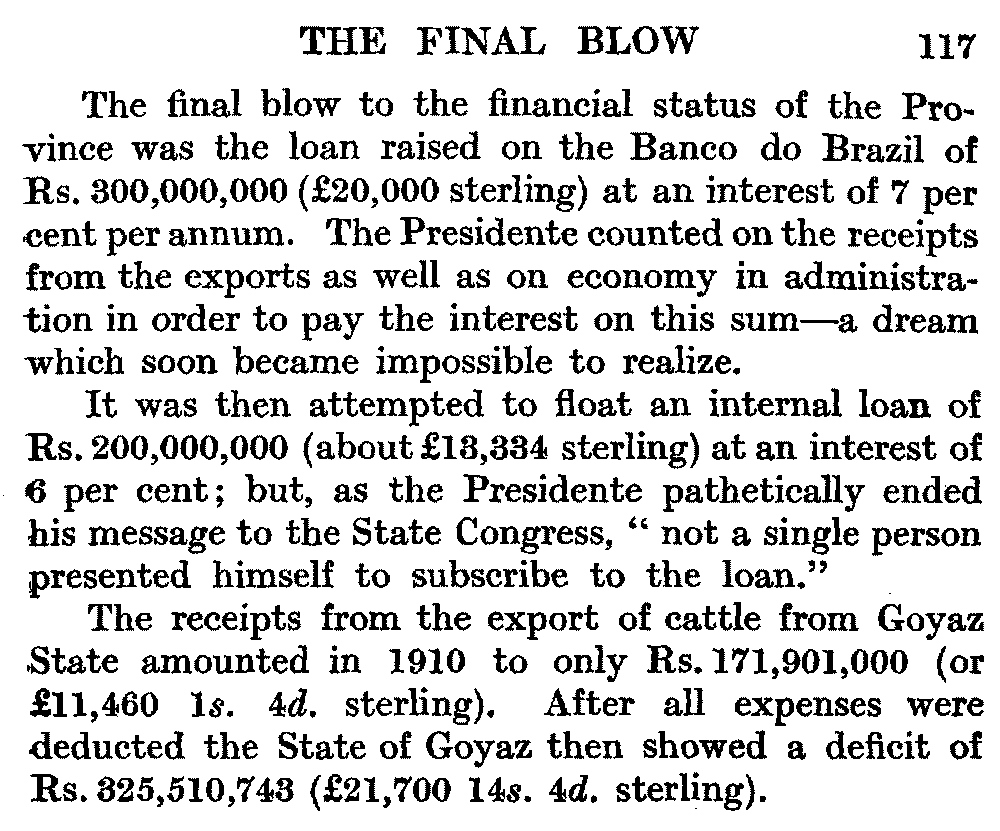 THE FINAL BLOW 117
The final blow to the financial status of the Pro-
vince was the loan raised on the Banco do Brazil of
Rs. 300,000,000 (£20,000 sterling) at an interest of 7 per
cent per annum. The Presidente counted on the receipts
from the exports as well as on economy in administra-
tion in order to pay the interest on this sum—a dream
which soon became impossible to realize.
It was then attempted to float an internal loan of
Rs. 200,000,000 (about £13,334 sterling) at an interest of
6 per cent; but, as the Presidente pathetically ended
his message to the State Congress, “ not a single person
presented himself to subscribe to the loan.”
The receipts from the export of cattle from Goyaz
State amounted in 1910 to only Rs. 171,901,000 (or
£11,460 1s. 4d. sterling). After all expenses were
deducted the State of Goyaz then showed a deficit of
Rs. 325,510,743 (£21,700 14s. 4d. sterling).